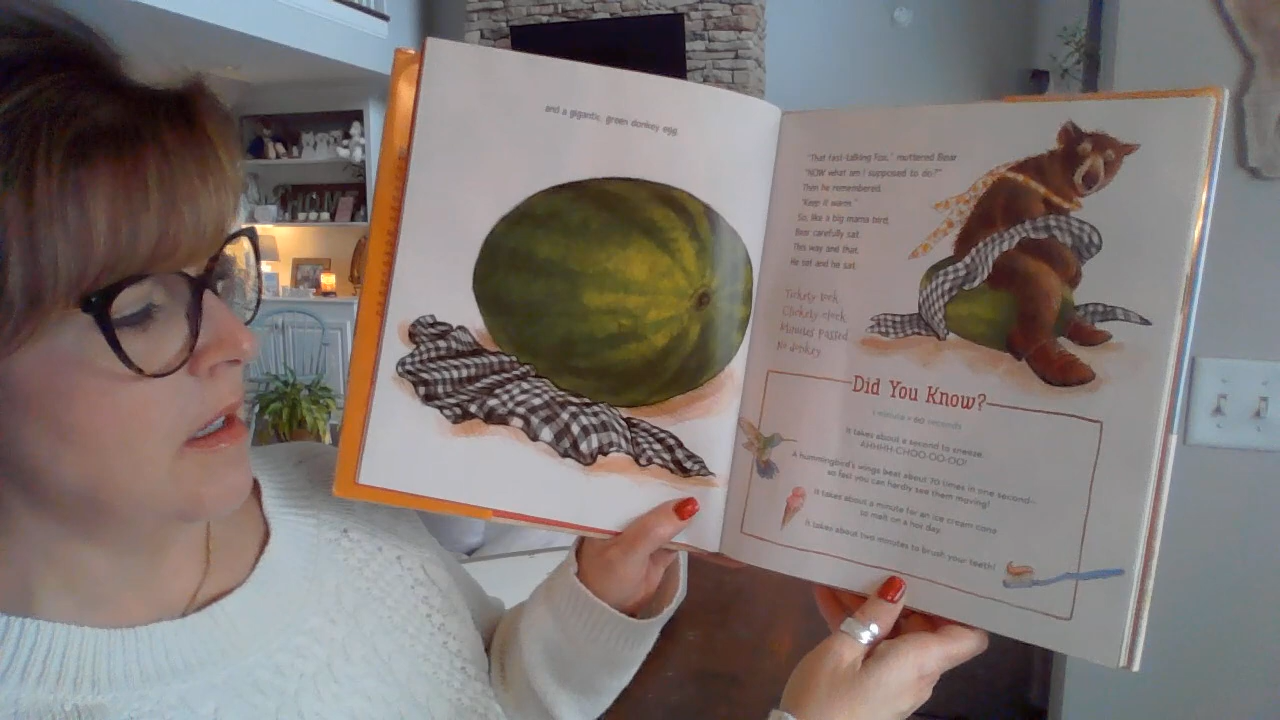 and a gigantic, green donkey egg.
"That fast-talking Fox," muttered Bear.
"NOW what am I supposed to do?"
Then he remembered.
"Keep it warm."
So, like a big mama bird,
Bear carefully sat.
This way and that.
He sat and he sat.
Tickety tock,
Clickety clock
Minutes passed
No donkey.
Did You Know?
1 minute = 60 seconds
It takes about a second to sneeze.
AHHHH-CHOO-OO-OO!
A hummingbird's wings beat about 70 times in one second—
so fast you can hardly see them moving!
It takes about a minute for an ice cream cone
to melt on a hot day.
It takes about two minutes to brush your teeth!
HOME